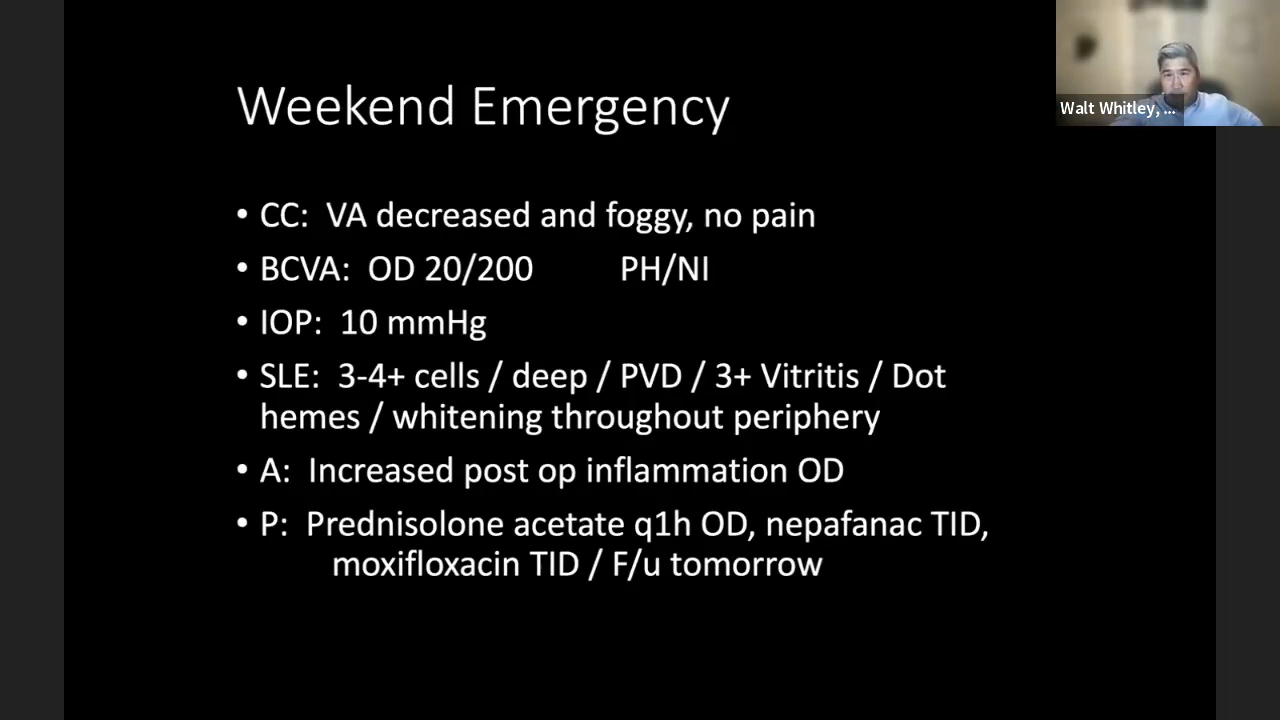 Weekend Emergency
Walt Whitley, ...
• CC: VA decreased and foggy, no pain
• BCVA: OD 20/200 PH/NI
• IOP: 10 mmHg
• SLE: 3-4+ cells / deep / PVD / 3+ Vitritis / Dot
hemes / whitening throughout periphery
• A: Increased post op inflammation OD
• P: Prednisolone acetate q1h OD, nepafanac TID,
moxifloxacin TID / F/u tomorrow